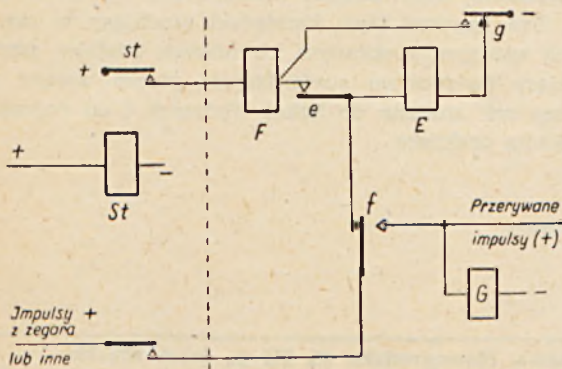 g
st
F
e
E
St
f
Przerywane
impulsy (+)
G
Impulsy +
z zegara
lub inne